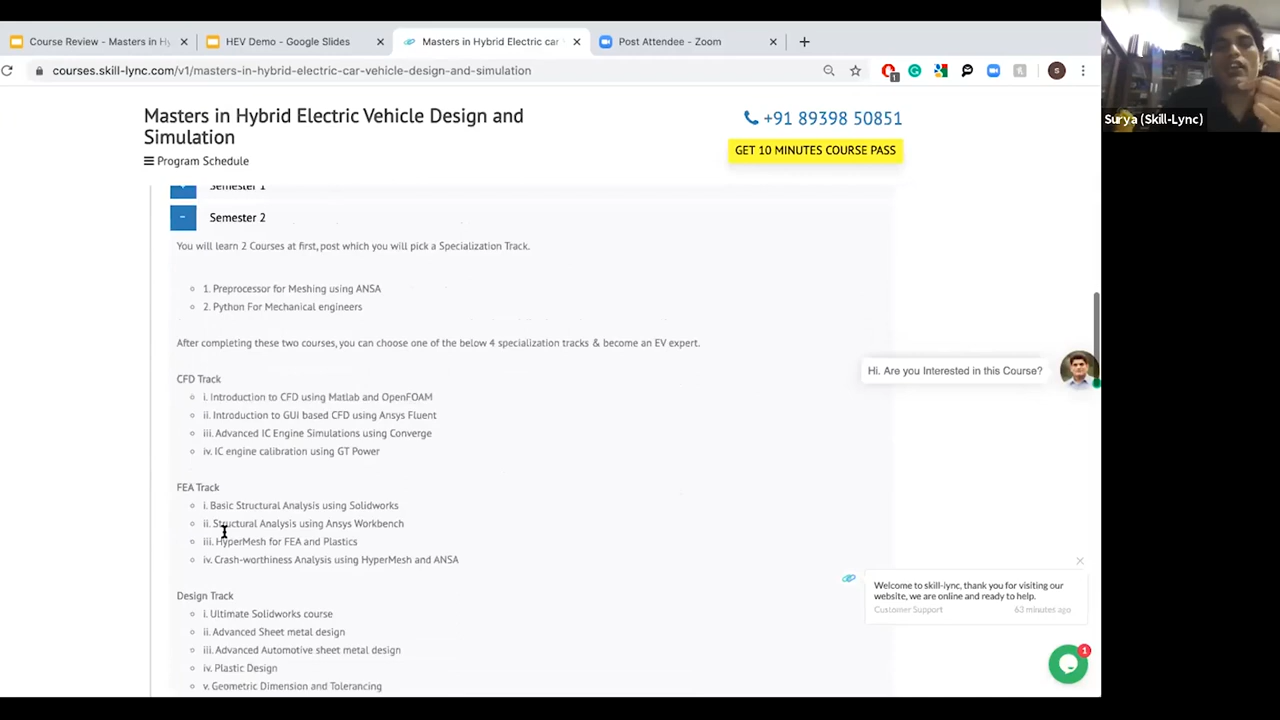 Course Review - Masters in Hy
HEV Demo - Google Slides
Masters in Hybrid Electric car
Post Attendee - Zoom
courses.skill-lync.com/v1/masters-in-hybrid-electric-car-vehicle-design-and-simulation
1
S
Surya (Skill-Lync)
Masters in Hybrid Electric Vehicle Design and
Simulation
Program Schedule
+91 89398 50851
GET 10 MINUTES COURSE PASS
Semester 1
Semester 2
You will learn 2 Courses at first, post which you will pick a Specialization Track.
1. Preprocessor for Meshing using ANSA
2. Python For Mechanical engineers
After completing these two courses, you can choose one of the below 4 specialization tracks & become an EV expert.
Hi. Are you Interested in this Course?
CFD Track
i. Introduction to CFD using Matlab and OpenFOAM
ii. Introduction to GUI based CFD using Ansys Fluent
iii. Advanced IC Engine Simulations using Converge
iv. IC engine calibration using GT Power
FEA Track
i. Basic Structural Analysis using Solidworks
ii. Structural Analysis using Ansys Workbench
iii. HyperMesh for FEA and Plastics
iv. Crash-worthiness Analysis using HyperMesh and ANSA
Design Track
i. Ultimate Solidworks course
ii. Advanced Sheet metal design
iii. Advanced Automotive sheet metal design
iv. Plastic Design
v. Geometric Dimension and Tolerancing
Welcome to skill-lync, thank you for visiting our
website, we are online and ready to help.
Customer Support 63 minutes ago
1